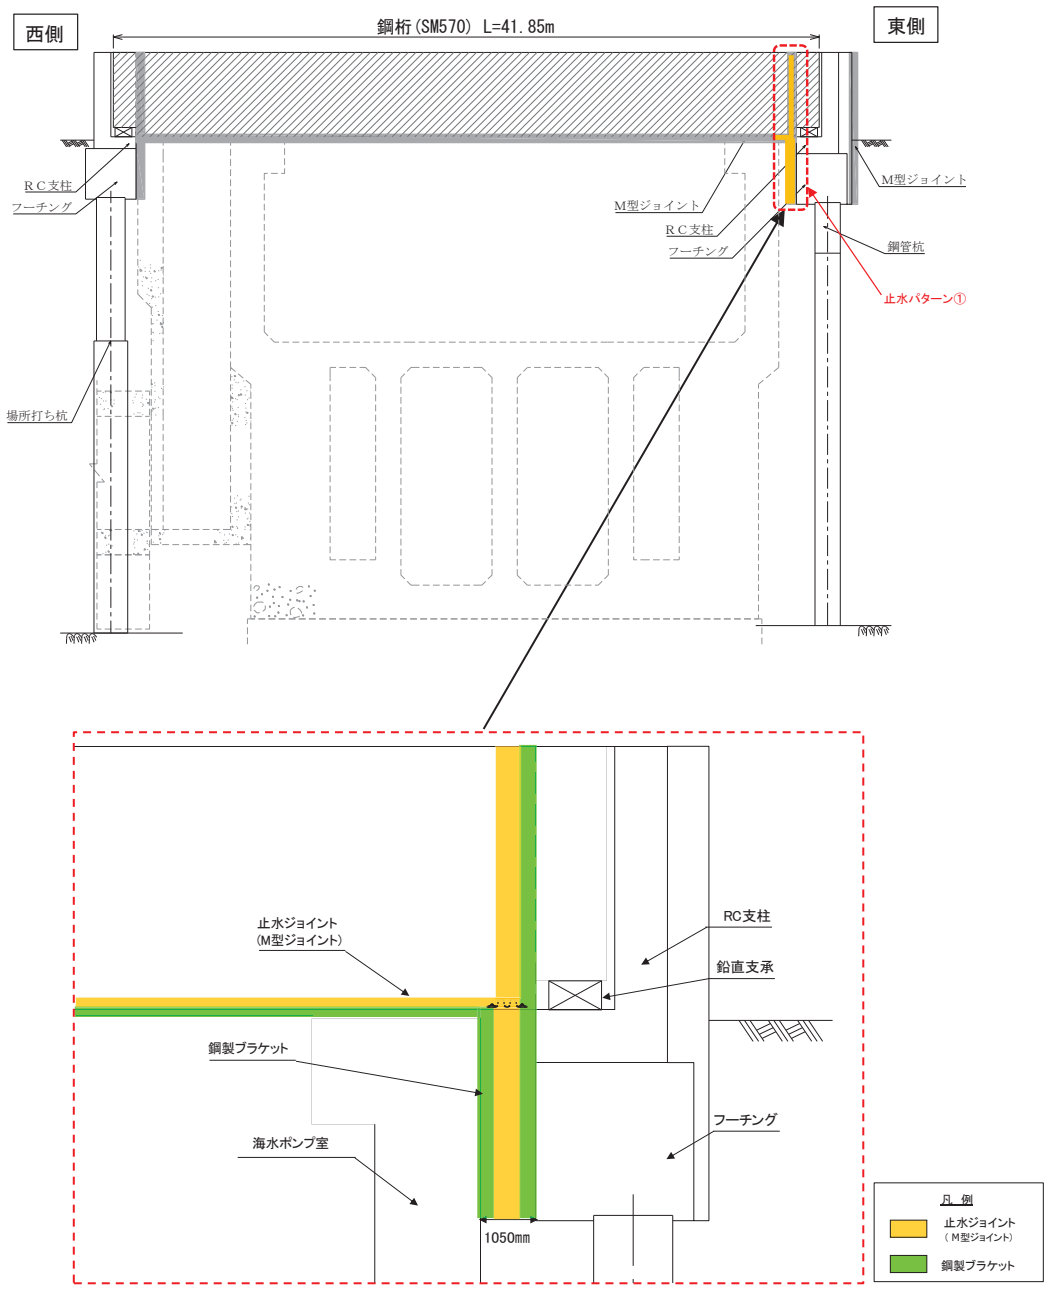 西側
鋼桁(SM570) L=41.85m
東側
RC支柱
フーチング
M型ジョイント
RC支柱
フーチング
M型ジョイント
鋼管杭
止水パターン①
場所打ち杭
止水ジョイント
(M型ジョイント)
RC支柱
鉛直支承
鋼製ブラケット
フーチング
海水ポンプ室
1050mm
凡 例
止水ジョイント
(M型ジョイント)
鋼製ブラケット